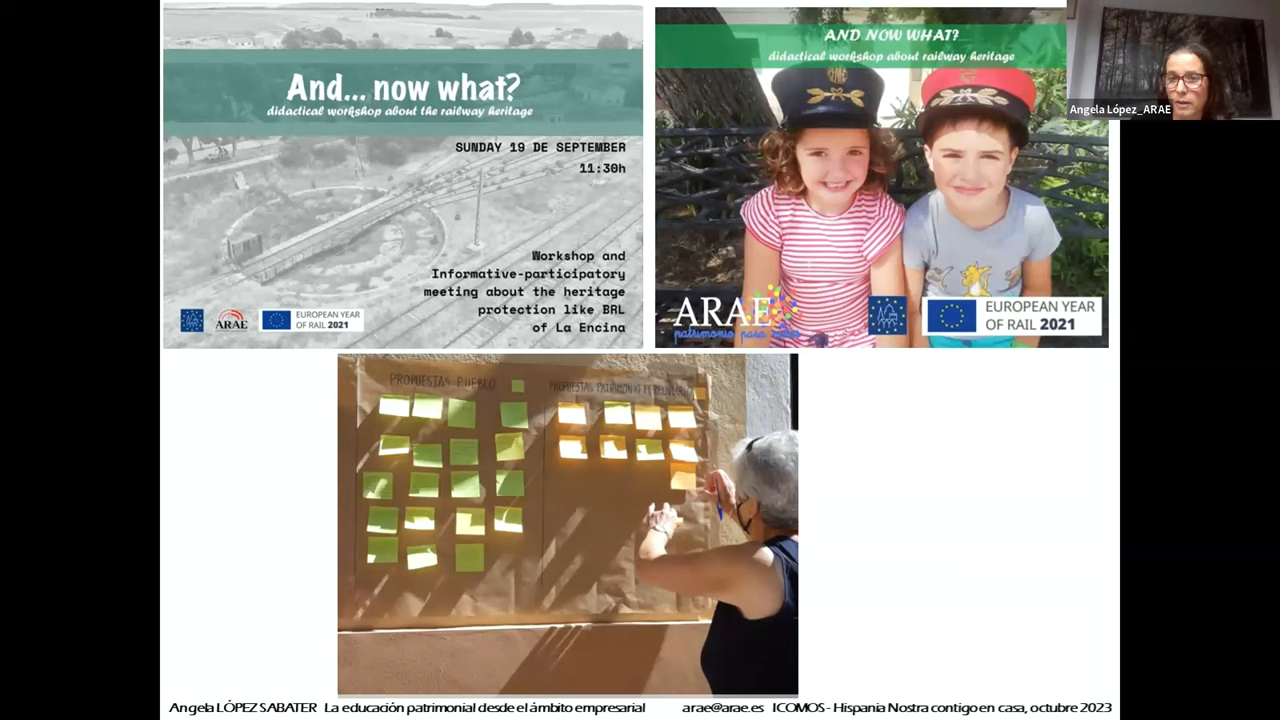 And... now what?
didactical workshop about the railway heritage
SUNDAY 19 DE SEPTEMBER
11:30h
Workshop and
Informative-participatory
meeting about the heritage
protection like BRL
of La Encina
ARAE
EUROPEAN YEAR
OF RAIL 2021
AND NOW WHAT?
didactical workshop about railway heritage
ARAE
patrimonio para todos
EUROPEAN YEAR
OF RAIL 2021
Angela López_ARAE
PROPUESTAS PUEBLO
PROPUESTAS PATRIMONIO FERROVIARIO
Angela LÓPEZ SABATER La educación patrimonial desde el ámbito empresarial
arae@arae.es ICOMOS - Hispania Nostra contigo en casa, octubre 2023